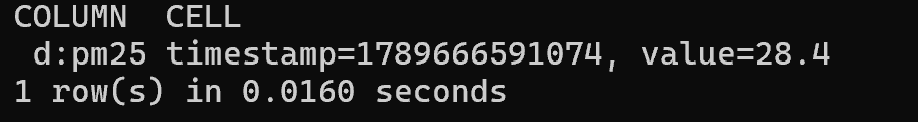 COLUMN  CELL
 d:pm25 timestamp=1789666591074, value=28.4
1 row(s) in 0.0160 seconds